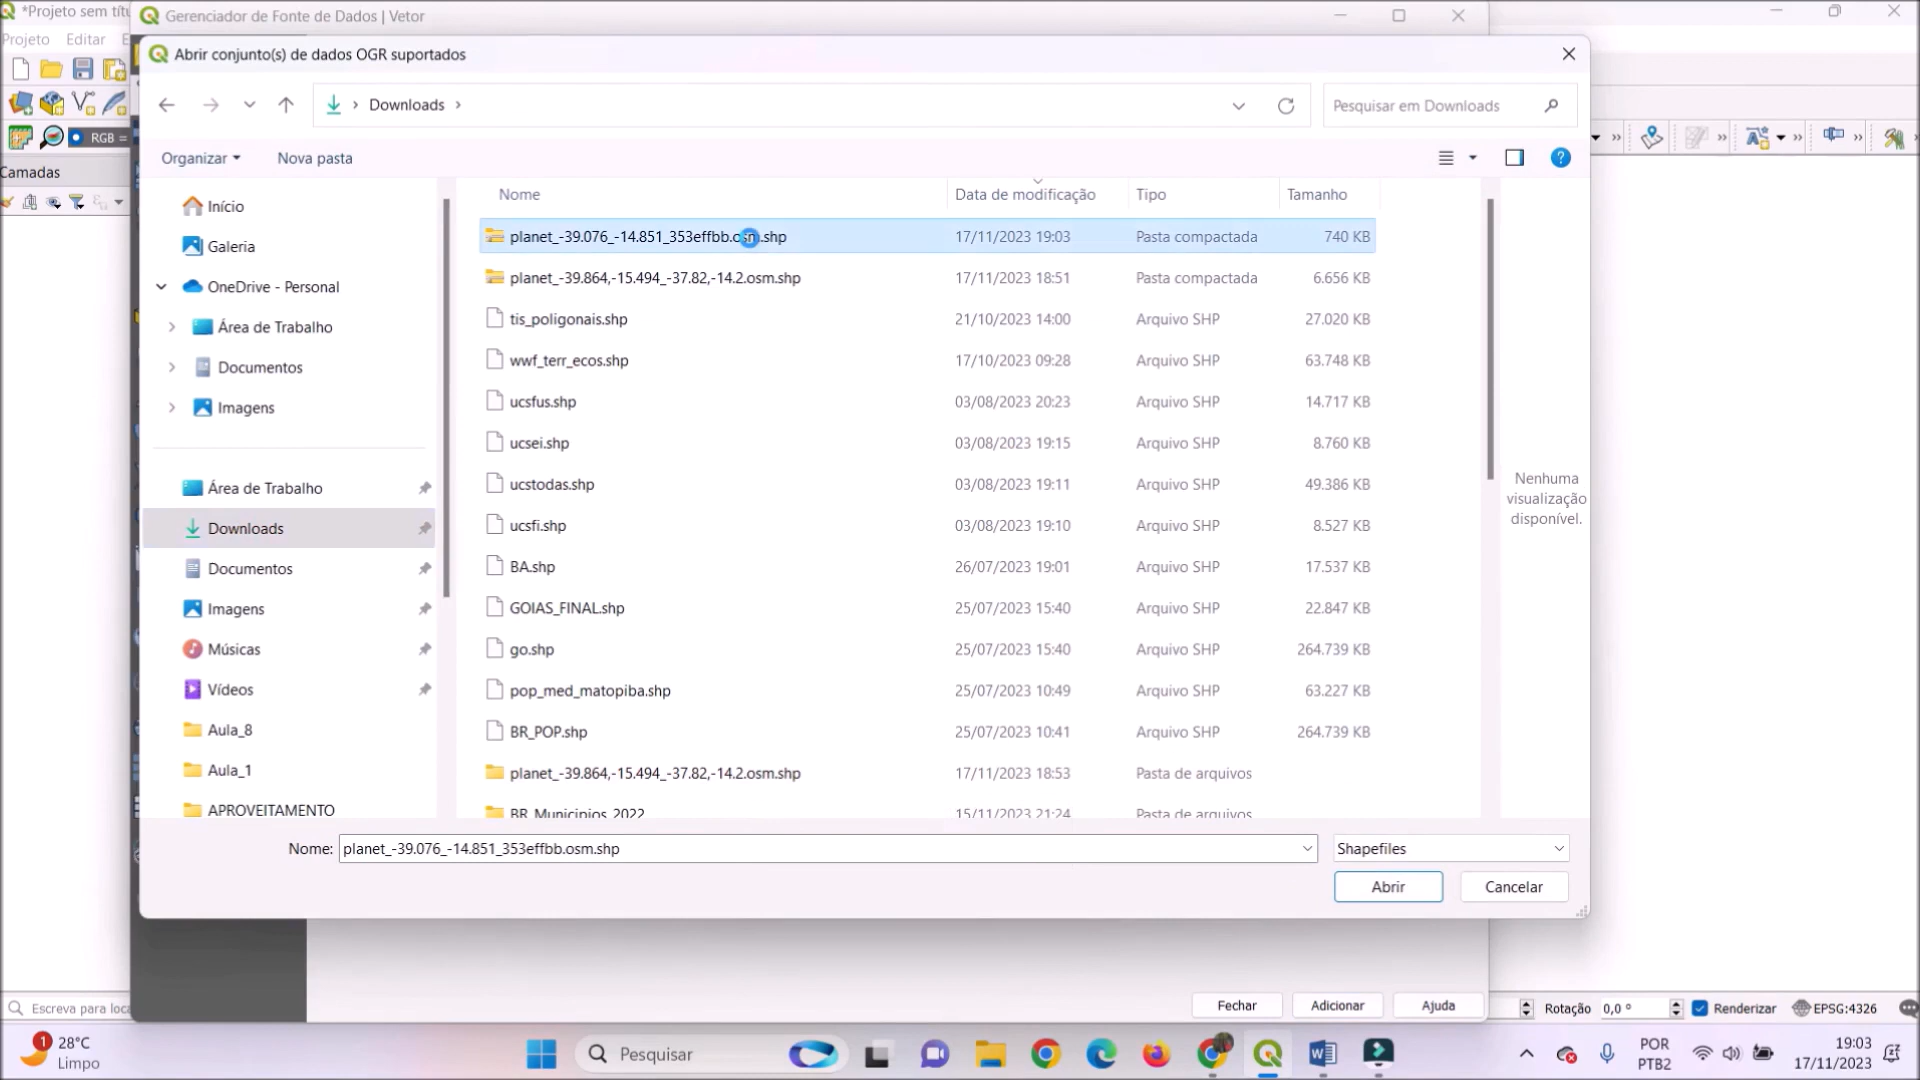 *Projeto sem títu
Gerenciador de Fonte de Dados | Vetor
Projeto Editar
Abrir conjunto(s) de dados OGR suportados
Downloads
Pesquisar em Downloads
RGB
Organizar
Nova pasta
Camadas
Nome
Data de modificação
Tipo
Tamanho
Início
Galeria
OneDrive - Personal
Área de Trabalho
Documentos
Imagens
Área de Trabalho
Downloads
Documentos
Imagens
Músicas
Vídeos
Aula_8
Aula_1
APROVEITAMENTO
planet_-39.076_-14.851_353effbb.osm.shp 17/11/2023 19:03 Pasta compactada 740 KB
planet_-39.864,-15.494_-37.82,-14.2.osm.shp 17/11/2023 18:51 Pasta compactada 6.656 KB
tis_poligonais.shp 21/10/2023 14:00 Arquivo SHP 27.020 KB
wwf_terr_ecos.shp 17/10/2023 09:28 Arquivo SHP 63.748 KB
ucsfus.shp 03/08/2023 20:23 Arquivo SHP 14.717 KB
ucsei.shp 03/08/2023 19:15 Arquivo SHP 8.760 KB
ucstodas.shp 03/08/2023 19:11 Arquivo SHP 49.386 KB
ucsfi.shp 03/08/2023 19:10 Arquivo SHP 8.527 KB
BA.shp 26/07/2023 19:01 Arquivo SHP 17.537 KB
GOIAS_FINAL.shp 25/07/2023 15:40 Arquivo SHP 22.847 KB
go.shp 25/07/2023 15:40 Arquivo SHP 264.739 KB
pop_med_matopiba.shp 25/07/2023 10:49 Arquivo SHP 63.227 KB
BR_POP.shp 25/07/2023 10:41 Arquivo SHP 264.739 KB
planet_-39.864,-15.494_-37.82,-14.2.osm.shp 17/11/2023 18:53 Pasta de arquivos
BR_Municipios_2022 15/11/2023 21:24 Pasta de arquivos
Nenhuma
visualização
disponível.
Nome: planet_-39.076_-14.851_353effbb.osm.shp
Shapefiles
Abrir
Cancelar
Fechar
Adicionar
Ajuda
Escreva para loca
Rotação 0,0 °
Renderizar
EPSG:4326
1
28°C
Limpo
Pesquisar
POR
PTB2
19:03
17/11/2023